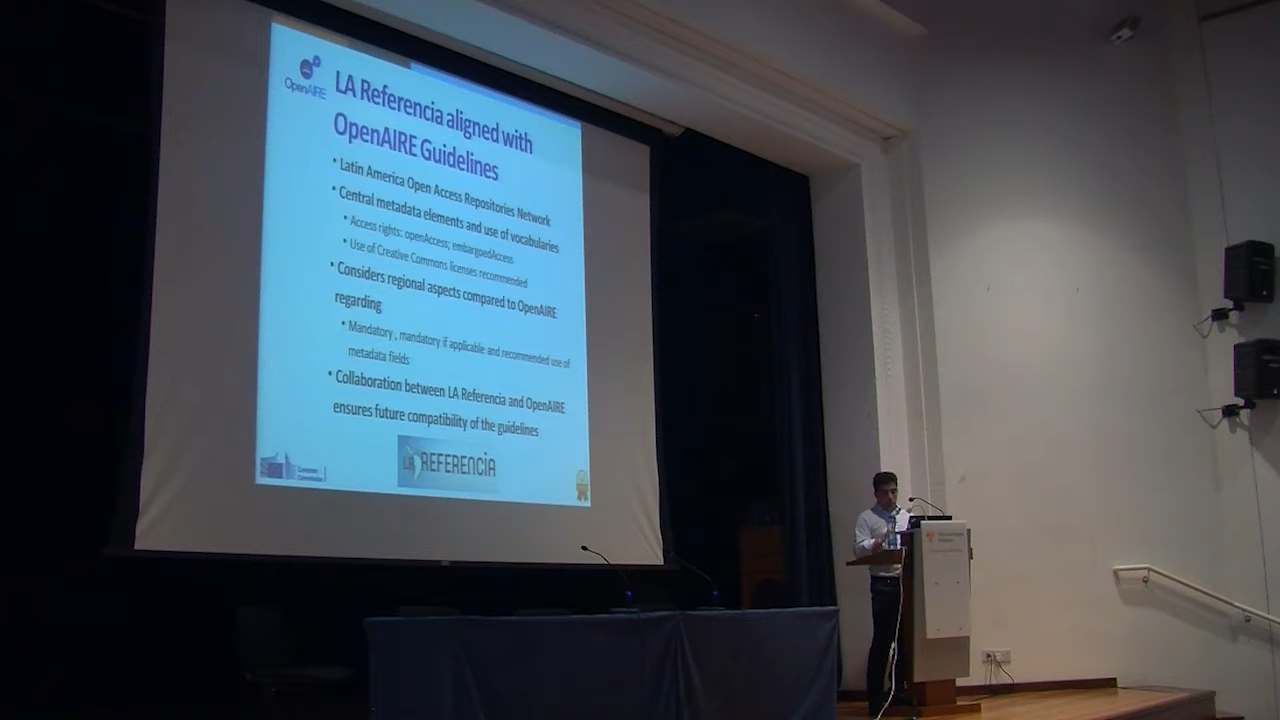 OpenAIRE
LA Referencia aligned with
OpenAIRE Guidelines
• Latin America Open Access Repositories Network
• Central metadata elements and use of vocabularies
• Access rights: openAccess; embargoedAccess
• Use of Creative Commons licenses recommended
• Considers regional aspects compared to OpenAIRE
regarding
• Mandatory, mandatory if applicable and recommended use of
metadata fields
• Collaboration between LA Referencia and OpenAIRE
ensures future compatibility of the guidelines
LA REFERENCIA
European
Commission